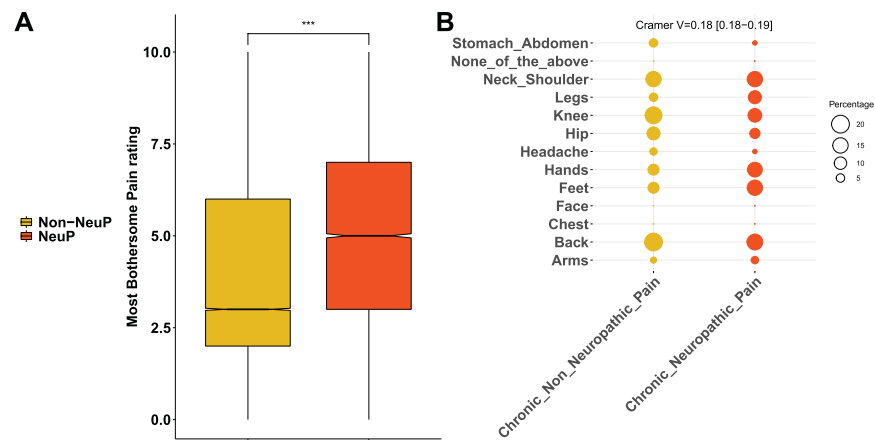 A
***
10.0
7.5
5.0
2.5
0.0
Most Bothersome Pain rating
Non−NeuP
NeuP
B
Cramer V=0.18 [0.18−0.19]
Stomach_Abdomen
None_of_the_above
Neck_Shoulder
Legs
Knee
Hip
Headache
Hands
Feet
Face
Chest
Back
Arms
Chronic_Non_Neuropathic_Pain
Chronic_Neuropathic_Pain
Percentage
20
15
10
5